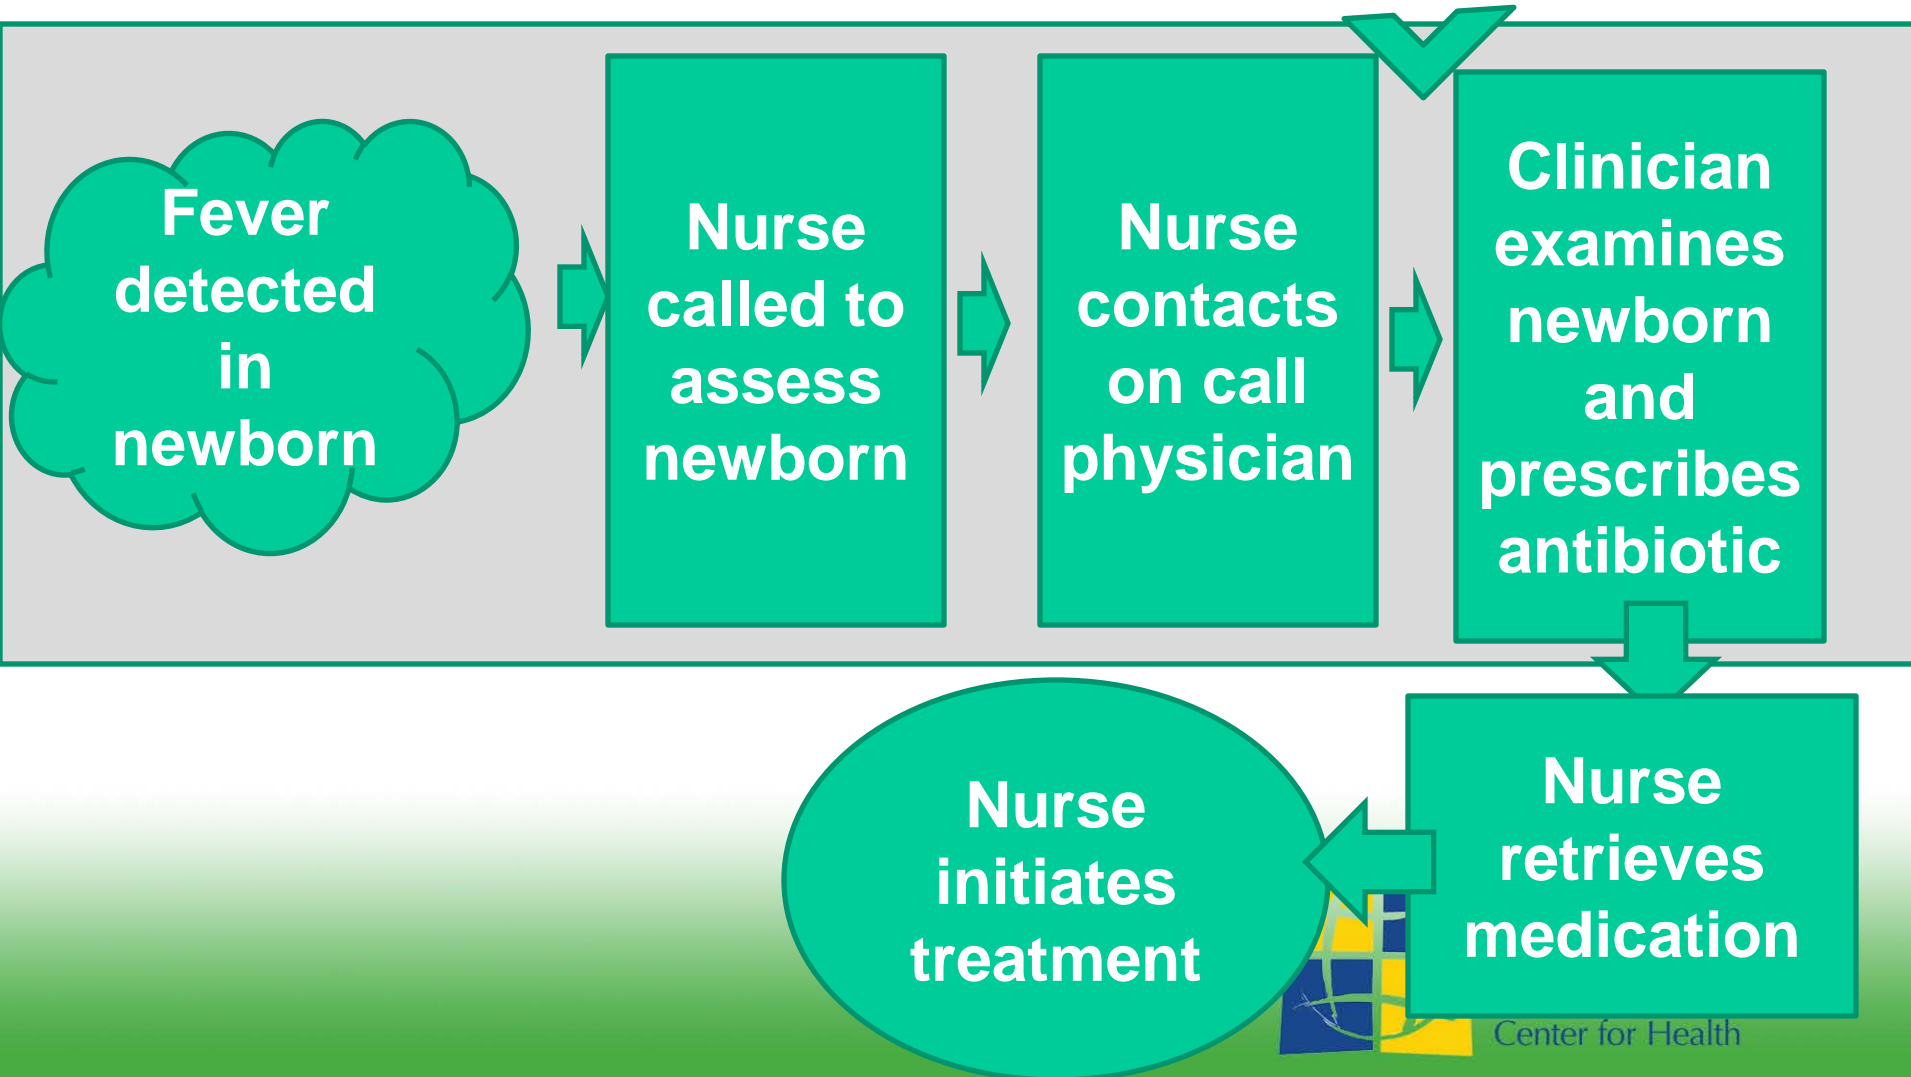 Fever
detected
in
newborn
Nurse
called to
assess
newborn
Nurse
contacts
on call
physician
Clinician
examines
newborn
and
prescribes
antibiotic
Nurse
retrieves
medication
Nurse
initiates
treatment
Center for Health